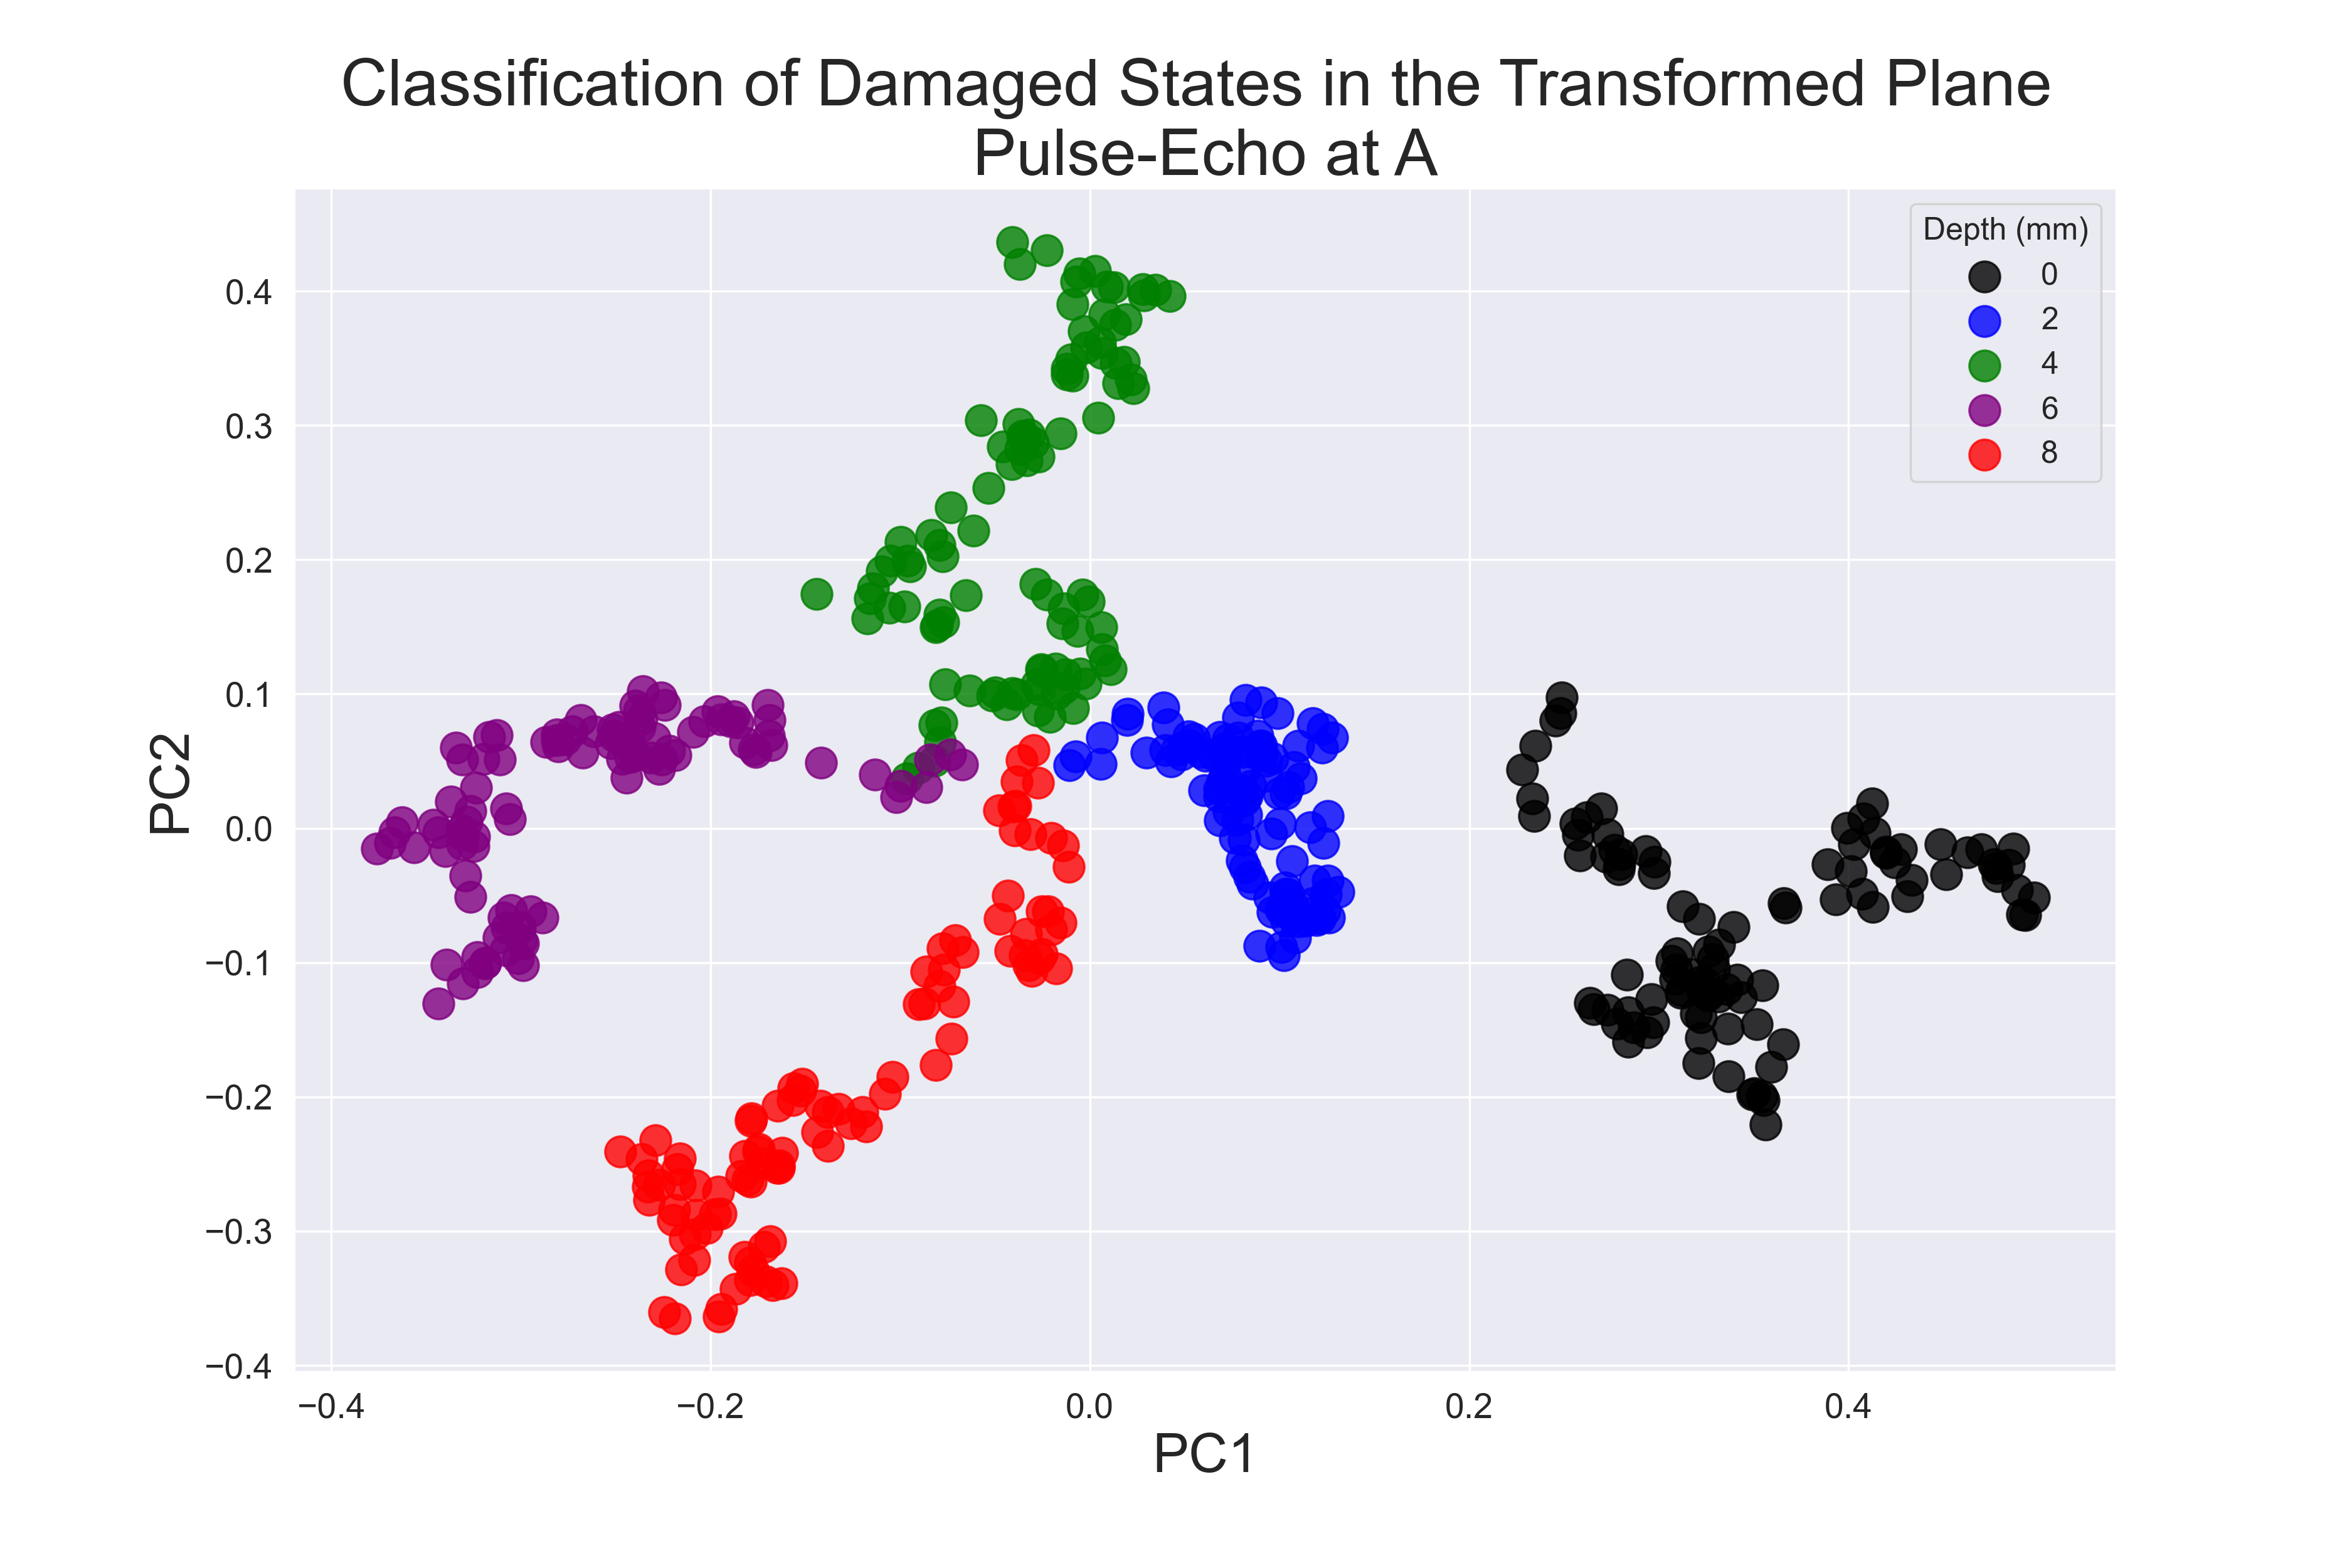 Classification of Damaged States in the Transformed Plane
Pulse-Echo at A
Depth (mm)
0
2
4
6
8
PC2
0.4
0.3
0.2
0.1
0.0
−0.1
−0.2
−0.3
−0.4
−0.4 −0.2 0.0 0.2 0.4
PC1